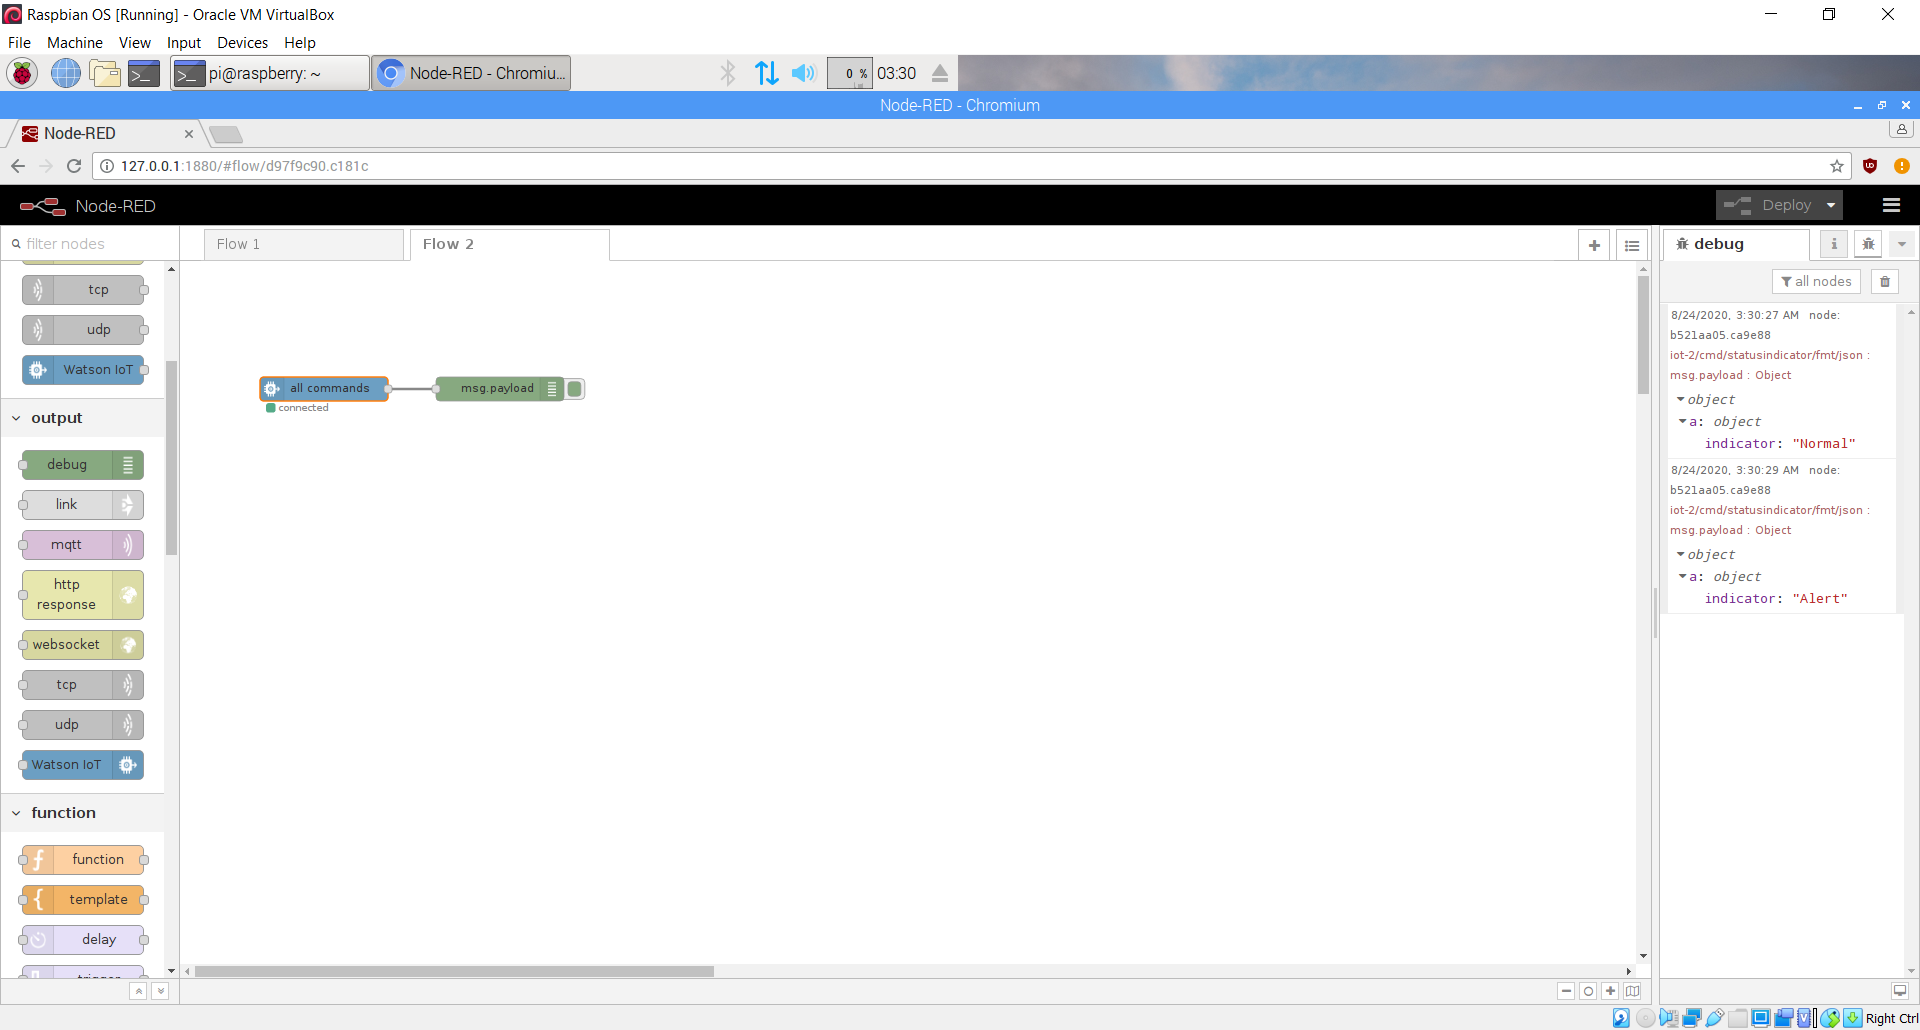 Raspbian OS [Running] - Oracle VM VirtualBox
File Machine View Input Devices Help
pi@raspberry: ~
Node-RED - Chromiu...
0 %
03:30
Node-RED - Chromium
Node-RED
127.0.0.1:1880/#flow/d97f9c90.c181c
Node-RED
Deploy
filter nodes
Flow 1
Flow 2
debug
all nodes
tcp
udp
Watson IoT
output
debug
link
mqtt
http
response
websocket
tcp
udp
Watson IoT
function
function
template
delay
all commands
connected
msg.payload
8/24/2020, 3:30:27 AM node:
b521aa05.ca9e88
iot-2/cmd/statusindicator/fmt/json :
msg.payload : Object
object
a: object
indicator: "Normal"
8/24/2020, 3:30:29 AM node:
b521aa05.ca9e88
iot-2/cmd/statusindicator/fmt/json :
msg.payload : Object
object
a: object
indicator: "Alert"
Right Ctrl